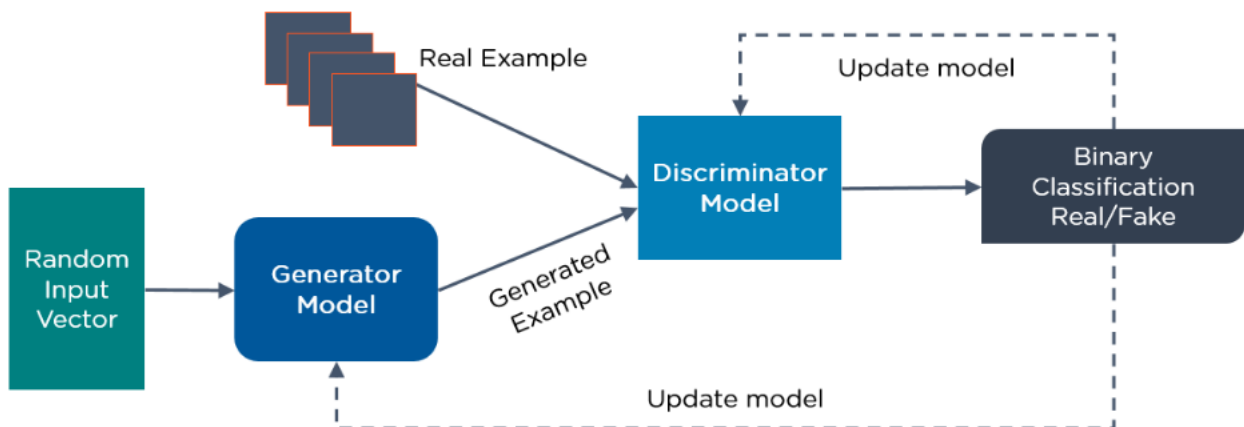 Real Example
Update model
Discriminator
Model
Binary
Classification
Real/Fake
Random
Input
Vector
Generator
Model
Generated
Example
Update model